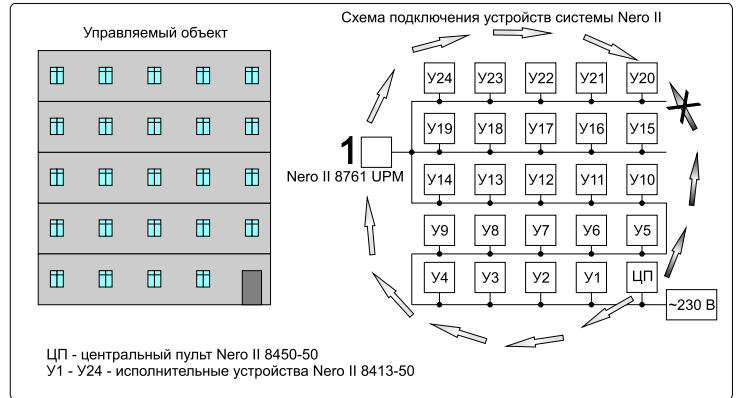 Схема подключения устройств системы Nero II
Управляемый объект
У24 У23 У22 У21 У20
У19 У18 У17 У16 У15
1
Nero II 8761 UPM
У14 У13 У12 У11 У10
У9 У8 У7 У6 У5
У4 У3 У2 У1 ЦП
~230 В
ЦП - центральный пульт Nero II 8450-50
У1 - У24 - исполнительные устройства Nero II 8413-50